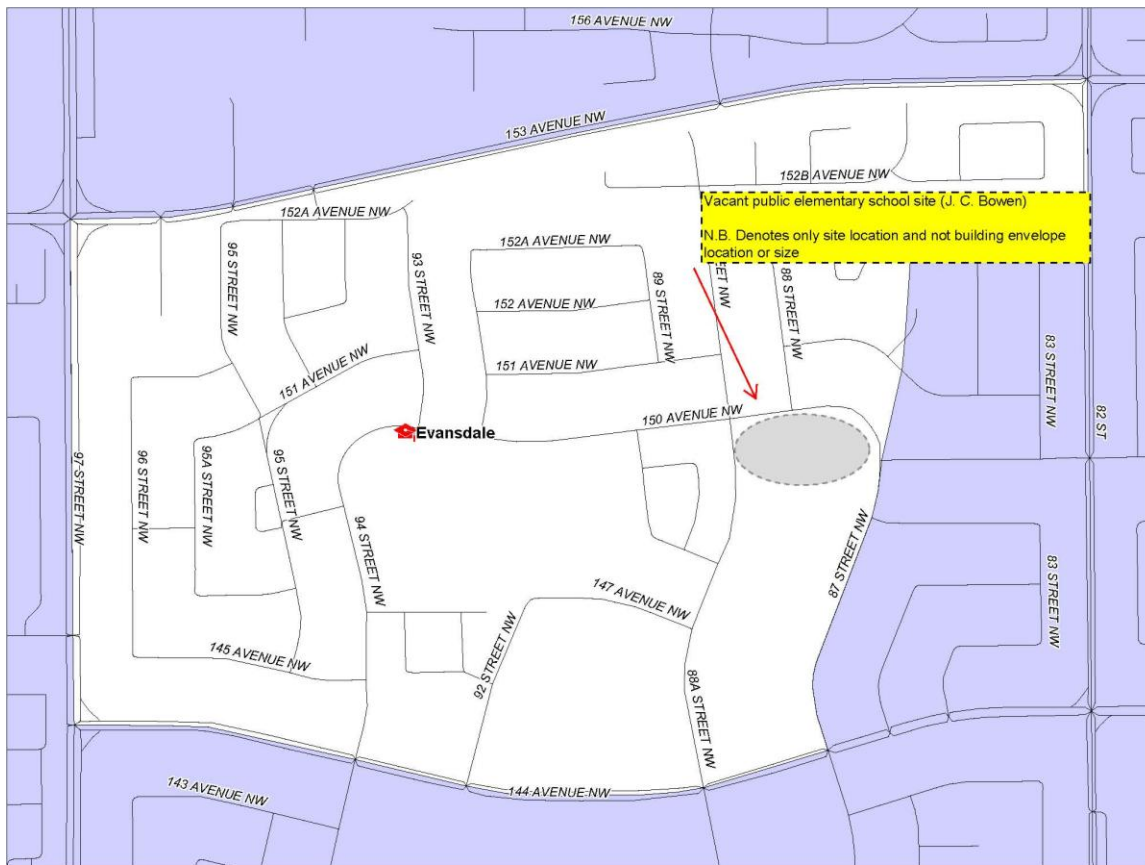 156 AVENUE NW
153 AVENUE NW
152B AVENUE NW
Vacant public elementary school site (J. C. Bowen)
N.B. Denotes only site location and not building envelope
location or size
152A AVENUE NW
152A AVENUE NW
95 STREET NW
93 STREET NW
89 STREET NW
EET NW
88 STREET NW
152 AVENUE NW
151 AVENUE NW
151 AVENUE NW
83 STREET NW
82 ST
150 AVENUE NW
Evansdale
97 STREET NW
96 STREET NW
95A STREET NW
95 STREET NW
94 STREET NW
87 STREET NW
83 STREET NW
147 AVENUE NW
92 STREET NW
145 AVENUE NW
88A STREET NW
143 AVENUE NW
144 AVENUE NW